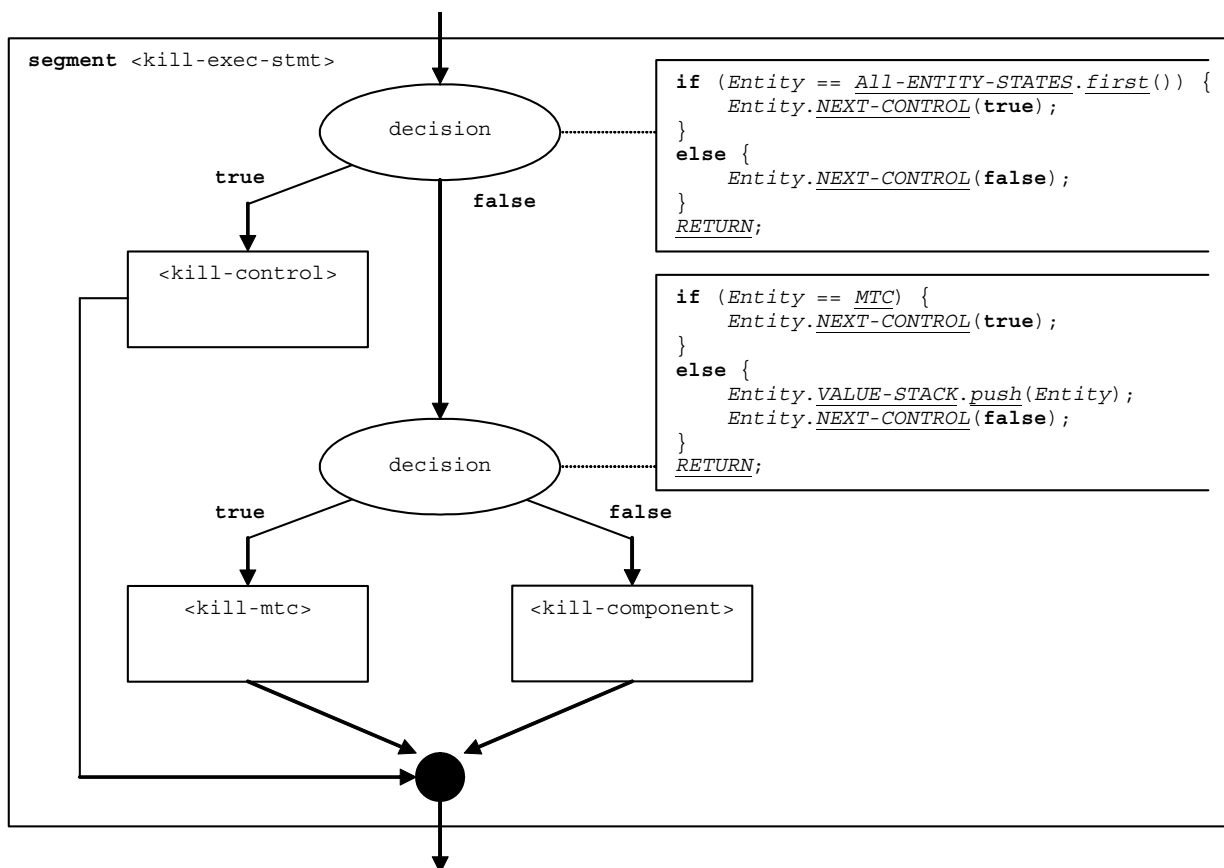 segment <kill-exec-stmt>
decision
true
false
<kill-control>
if (Entity == All-ENTITY-STATES.first()) {
Entity.NEXT-CONTROL(true);
}
else {
Entity.NEXT-CONTROL(false);
}
RETURN;
if (Entity == MTC) {
Entity.NEXT-CONTROL(true);
}
else {
Entity.VALUE-STACK.push(Entity);
Entity.NEXT-CONTROL(false);
}
RETURN;
decision
true
false
<kill-mtc>
<kill-component>